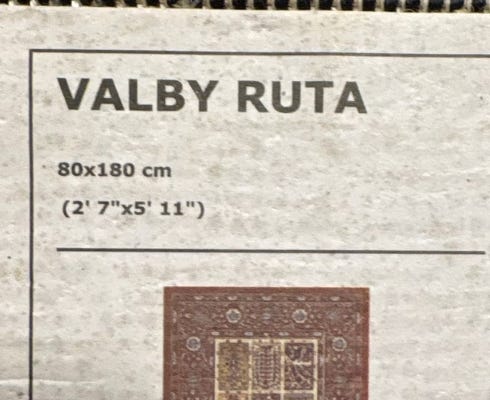 VALBY RUTA
80x180 cm
(2' 7"x5' 11")